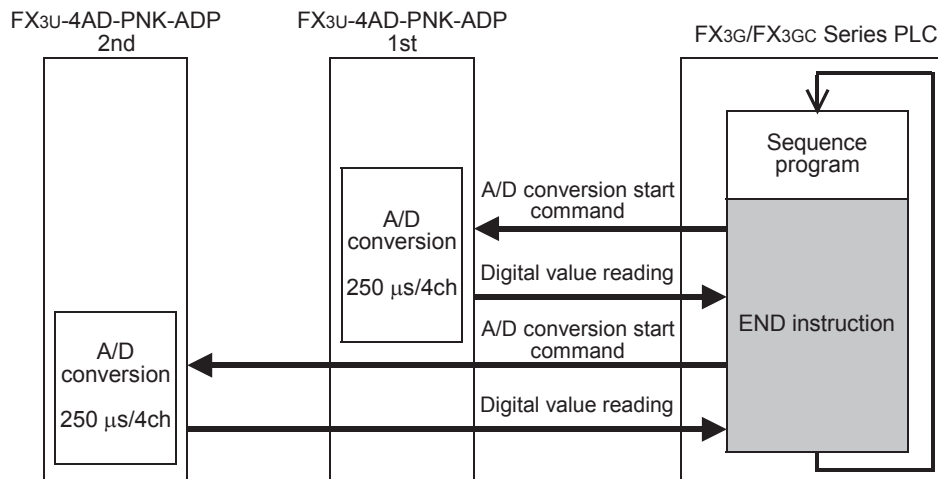 FX3U-4AD-PNK-ADP
2nd
FX3U-4AD-PNK-ADP
1st
FX3G/FX3GC Series PLC
Sequence
program
A/D conversion start
command
A/D
conversion
250 μs/4ch
Digital value reading
END instruction
A/D conversion start
command
A/D
conversion
250 μs/4ch
Digital value reading